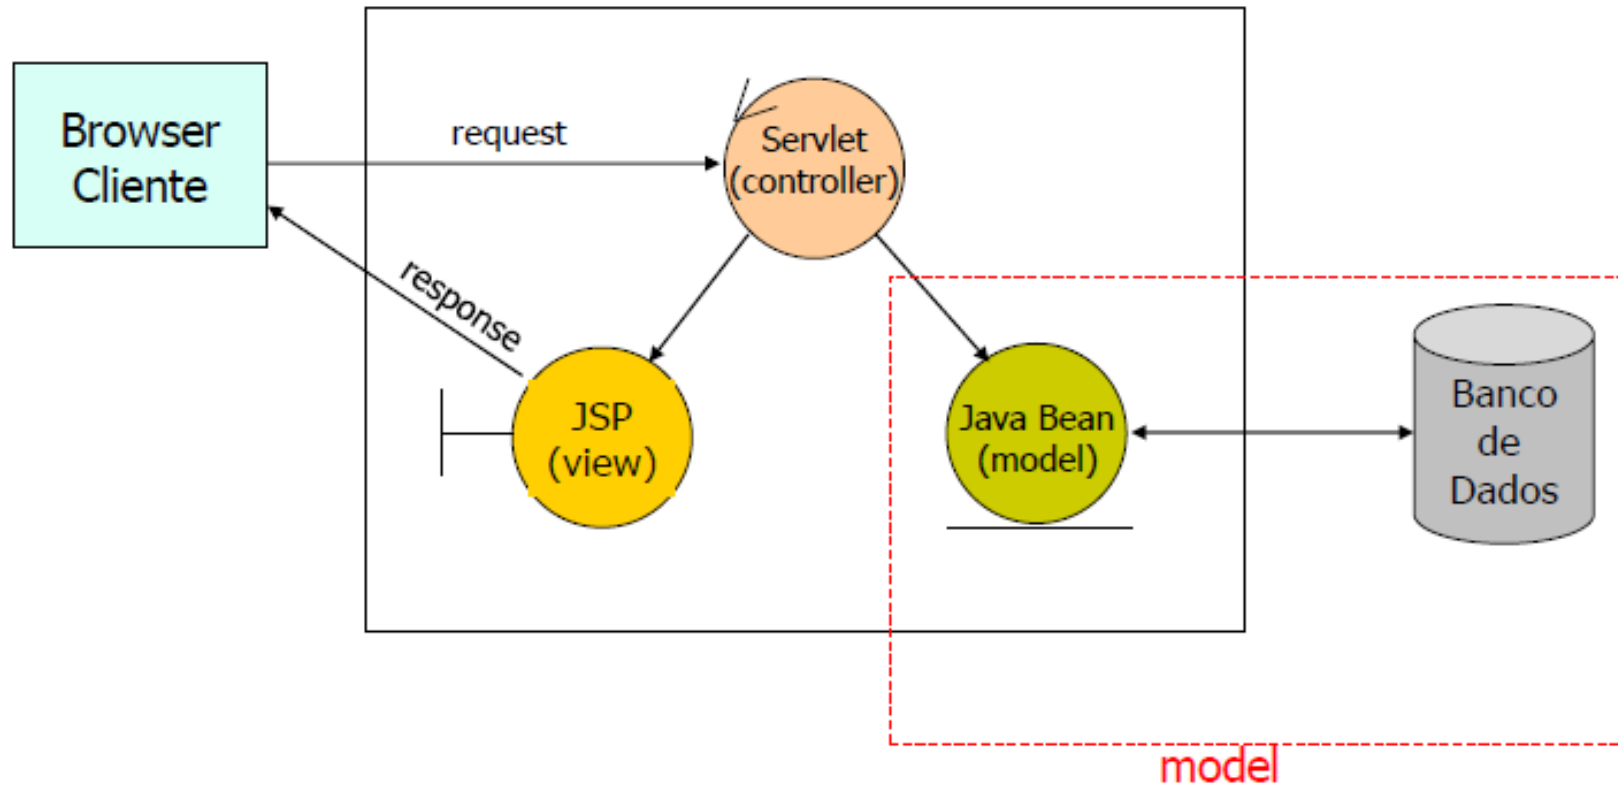 Browser
Cliente
request
Servlet
(controller)
response
JSP
(view)
Java Bean
(model)
Banco
de
Dados
model